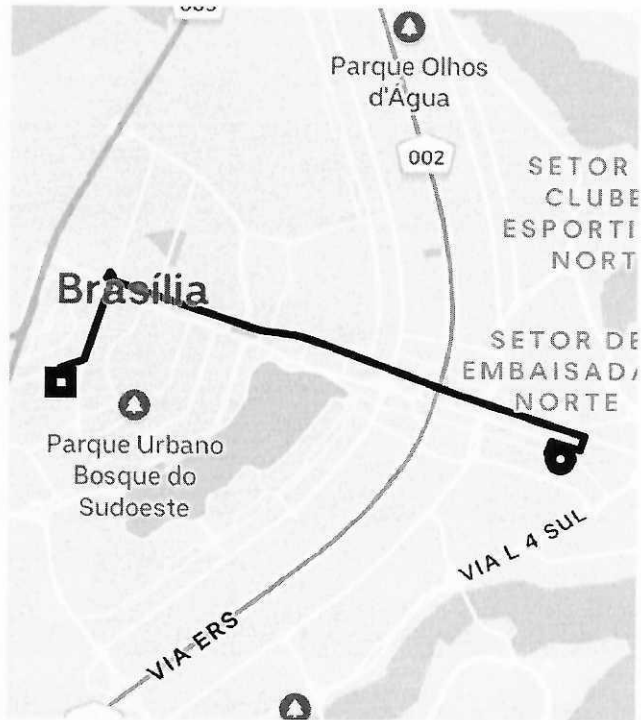 Parque Olhos
d'Água
002
SETOR
CLUBE
ESPORTI
NORT
Brasília
SETOR DE
EMBAISADA
NORTE
Parque Urbano
Bosque do
Sudoeste
VIA L 4 SUL
VIA ERS